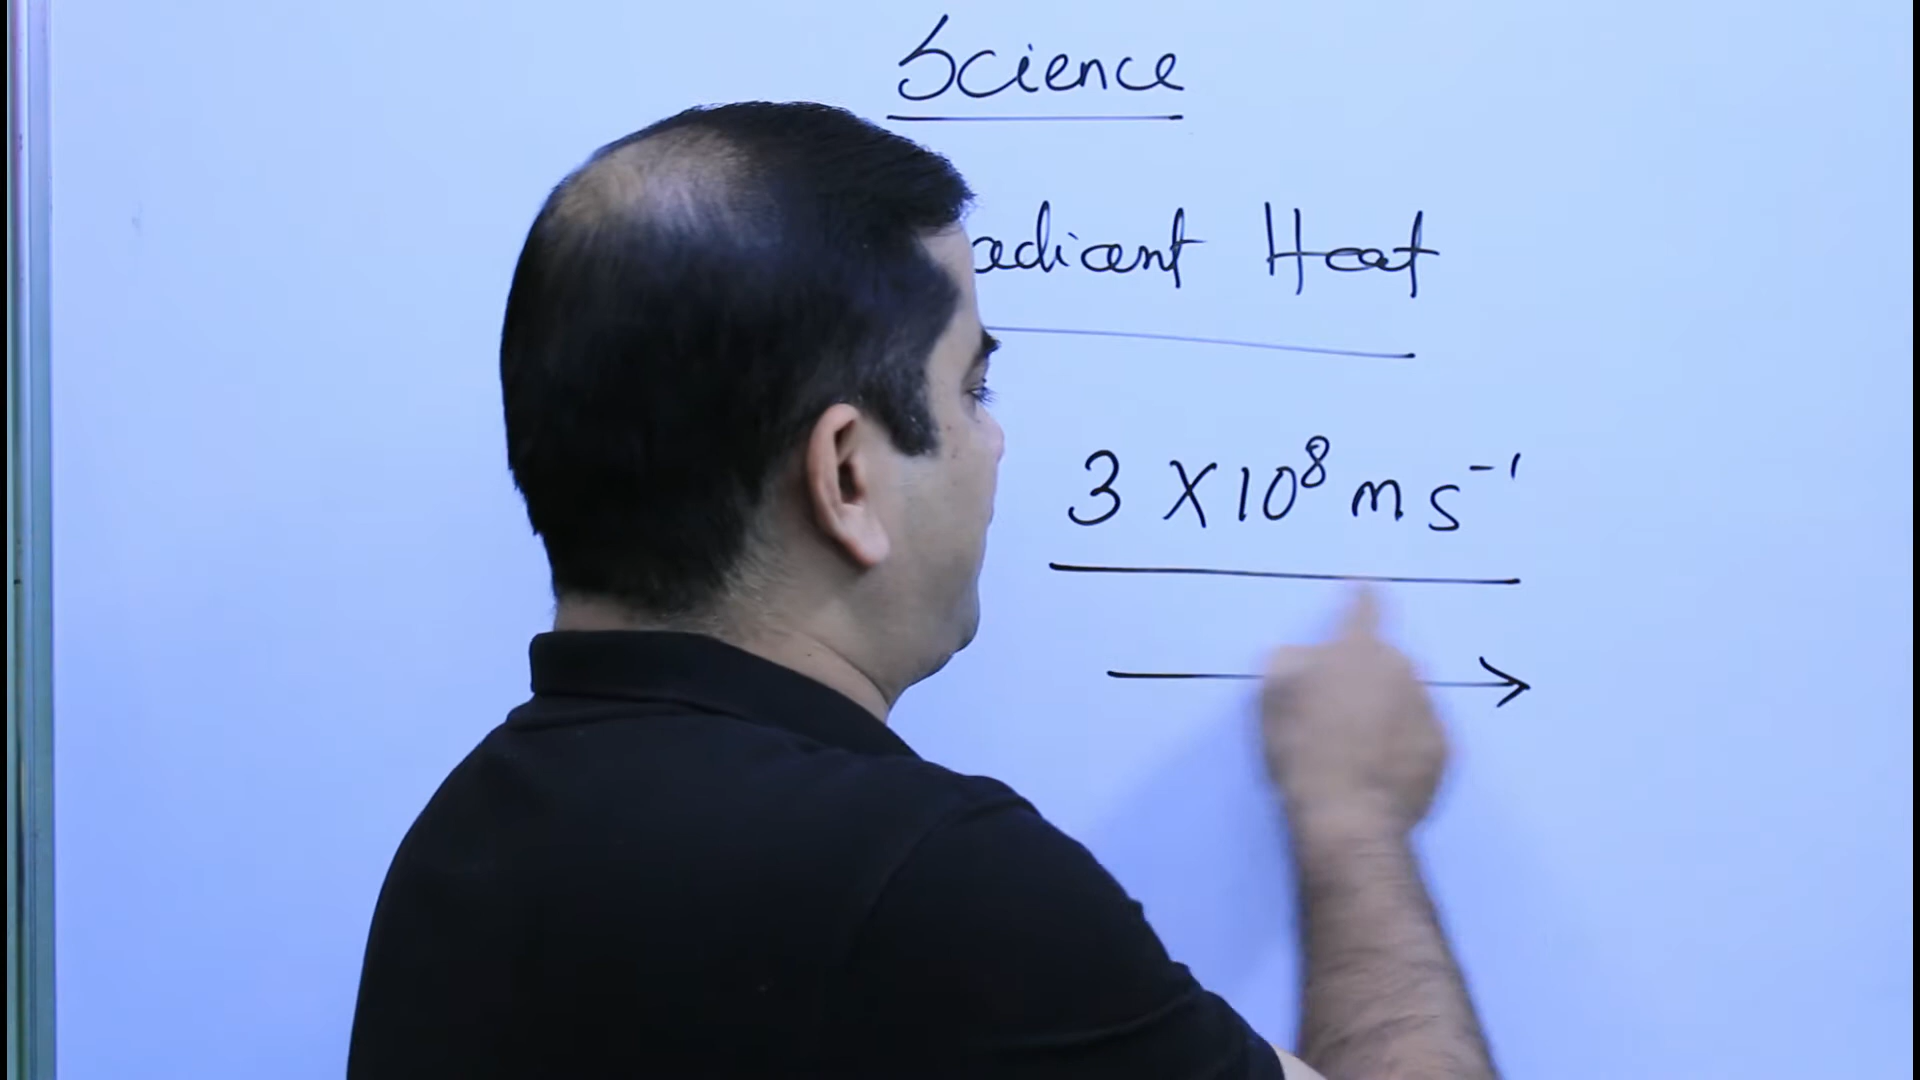 Science
adiant Heat
3 X 10⁸ m s⁻¹